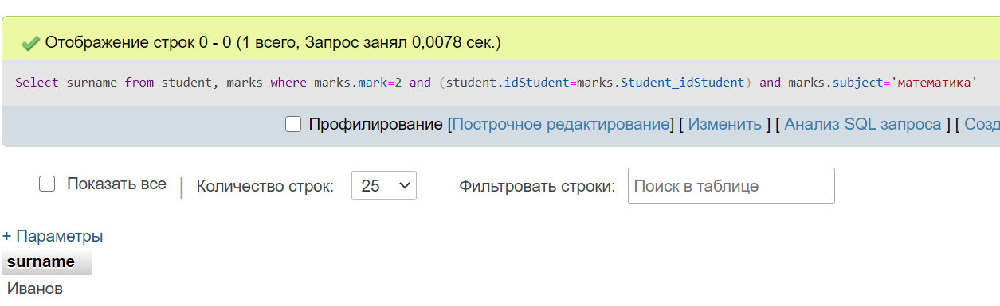 Отображение строк 0 - 0 (1 всего, Запрос занял 0,0078 сек.)
Select surname from student, marks where marks.mark=2 and (student.idStudent=marks.Student_idStudent) and marks.subject='математика'
Профилирование [Построчное редактирование] [ Изменить ] [ Анализ SQL запроса ] [ Созд
Показать все | Количество строк: 25 Фильтровать строки: Поиск в таблице
+ Параметры
surname
Иванов